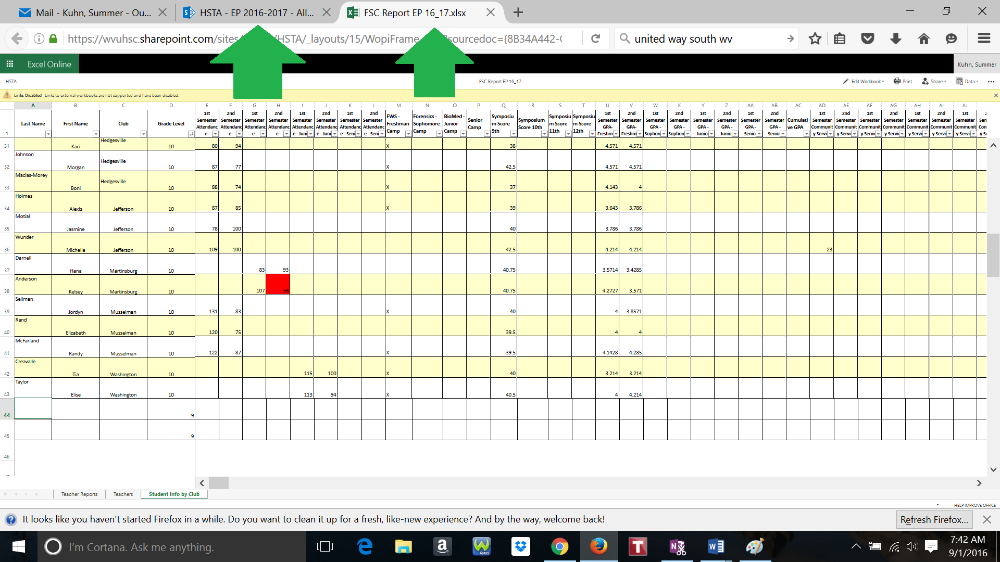 Mail - Kuhn, Summer - Ou...
HSTA - EP 2016-2017 - All...
FSC Report EP 16_17.xlsx
https://wvuhsc.sharepoint.com/sites/ /HSTA/_layouts/15/WopiFrame. ?sourcedoc={8B34A442-
united way south wv
Excel Online
Kuhn, Summer
HSTA
FSC Report EP 16_17
Edit Workbook
Print
Share
Data
Links Disabled Links to external workbooks are not supported and have been disabled.
A B C D E F G H I J K L M N O P Q R S T U V W X Y Z AA AB AC AD AE AF AG AH AI AJ
1
Last Name
First Name
Club
Grade Level
1st Semester Attendanc e-
2nd Semester Attendanc e-
1st Semester Attendanc e -
2nd Semester Attendanc e -
1st Semester Attendanc e - Juni
2nd Semester Attendanc e - Juni
1st Semester Attendanc e - Seni
2nd Semester Attendanc e - Seni
FWS - Freshman Camp
Forensics - Sophomore Camp
BioMed - Junior Camp
Senior Camp
Symposiu m Score 9th
Symposium Score 10th
Symposiu m Score 11th
Symposiu m Score 12th
1st Semester GPA- Freshm
2nd Semester GPA- Freshm
1st Semester GPA - Sophon
2nd Semester GPA - Sophon
1st Semester GPA - Junio
2nd Semester GPA - Junio
1st Semester GPA - Senio
2nd Semester GPA - Senio
Cumulati ve GPA
1st Semester Communit y Servi
2nd Semester Communit y Servi
1st Semester Communit y Servi
2nd Semester Communit y Servi
1st Semester Communit y Servi
2nd Semester Communit y Servi
1st Semester Communit y Servi
31 Kaci Hedgesville 10 80 94 X 38 4.571 4.571
32 Johnson Morgan Hedgesville 10 87 77 X 42.5 4.571 4.571
33 Macias-Morey Boni Hedgesville 10 88 74 X 37 4.143 4
34 Holmes Alexis Jefferson 10 87 85 X 39 3.643 3.786
35 Motial Jasmine Jefferson 10 78 100 40 3.786 3.786
36 Wunder Michelle Jefferson 10 109 100 42.5 4.214 4.214 23
37 Darnell Hana Martinsburg 10 83 93 40.75 3.5714 3.4285
38 Anderson Kelsey Martinsburg 10 107 56 40.75 4.2727 3.571
39 Sellman Jordyn Musselman 10 131 83 X 40 4 3.8571
40 Rand Elizabeth Musselman 10 120 75 39.5 4 4
41 McFarland Randy Musselman 10 122 87 X 39.5 4.1428 4.285
42 Creavalle Tia Washington 10 115 100 X 40 3.214 3.214
43 Taylor Elise Washington 10 113 94 X 40.5 4 4.214
44 9
45 9
46
Teacher Reports
Teachers
Student Info by Club
HELP IMPROVE OFFICE
It looks like you haven't started Firefox in a while. Do you want to clean it up for a fresh, like-new experience? And by the way, welcome back!
Refresh Firefox...
I'm Cortana. Ask me anything.
7:42 AM
9/1/2016